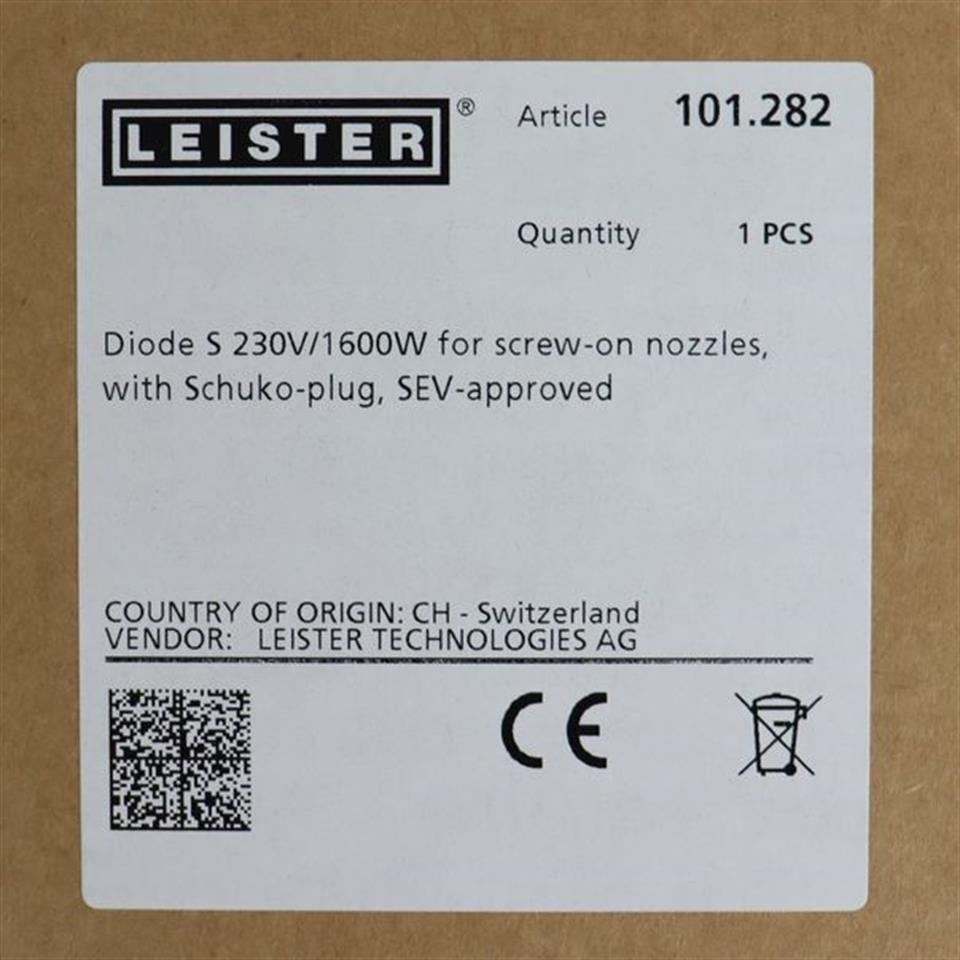 LEISTER®
Article 101.282
Quantity 1 PCS
Diode S 230V/1600W for screw-on nozzles,
with Schuko-plug, SEV-approved
COUNTRY OF ORIGIN: CH - Switzerland
VENDOR: LEISTER TECHNOLOGIES AG
CE